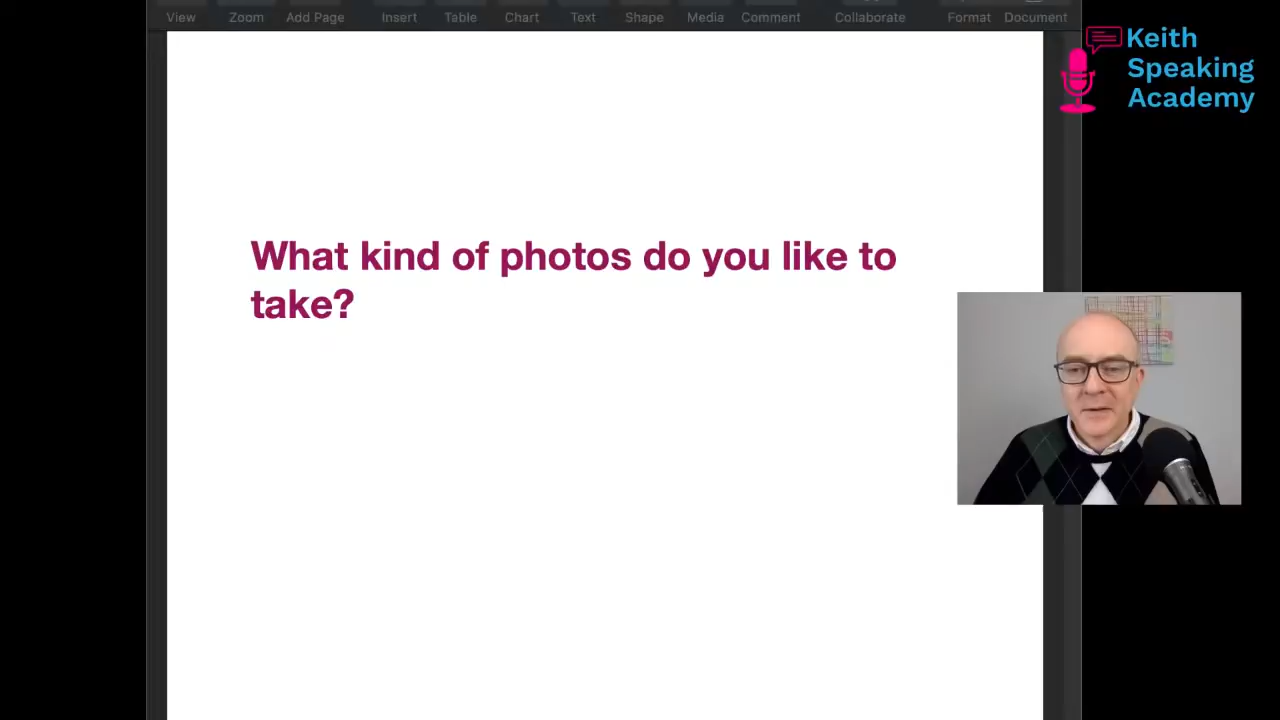 View Zoom Add Page Insert Table Chart Text Shape Media Comment Collaborate Format Document
Keith
Speaking
Academy
What kind of photos do you like to
take?